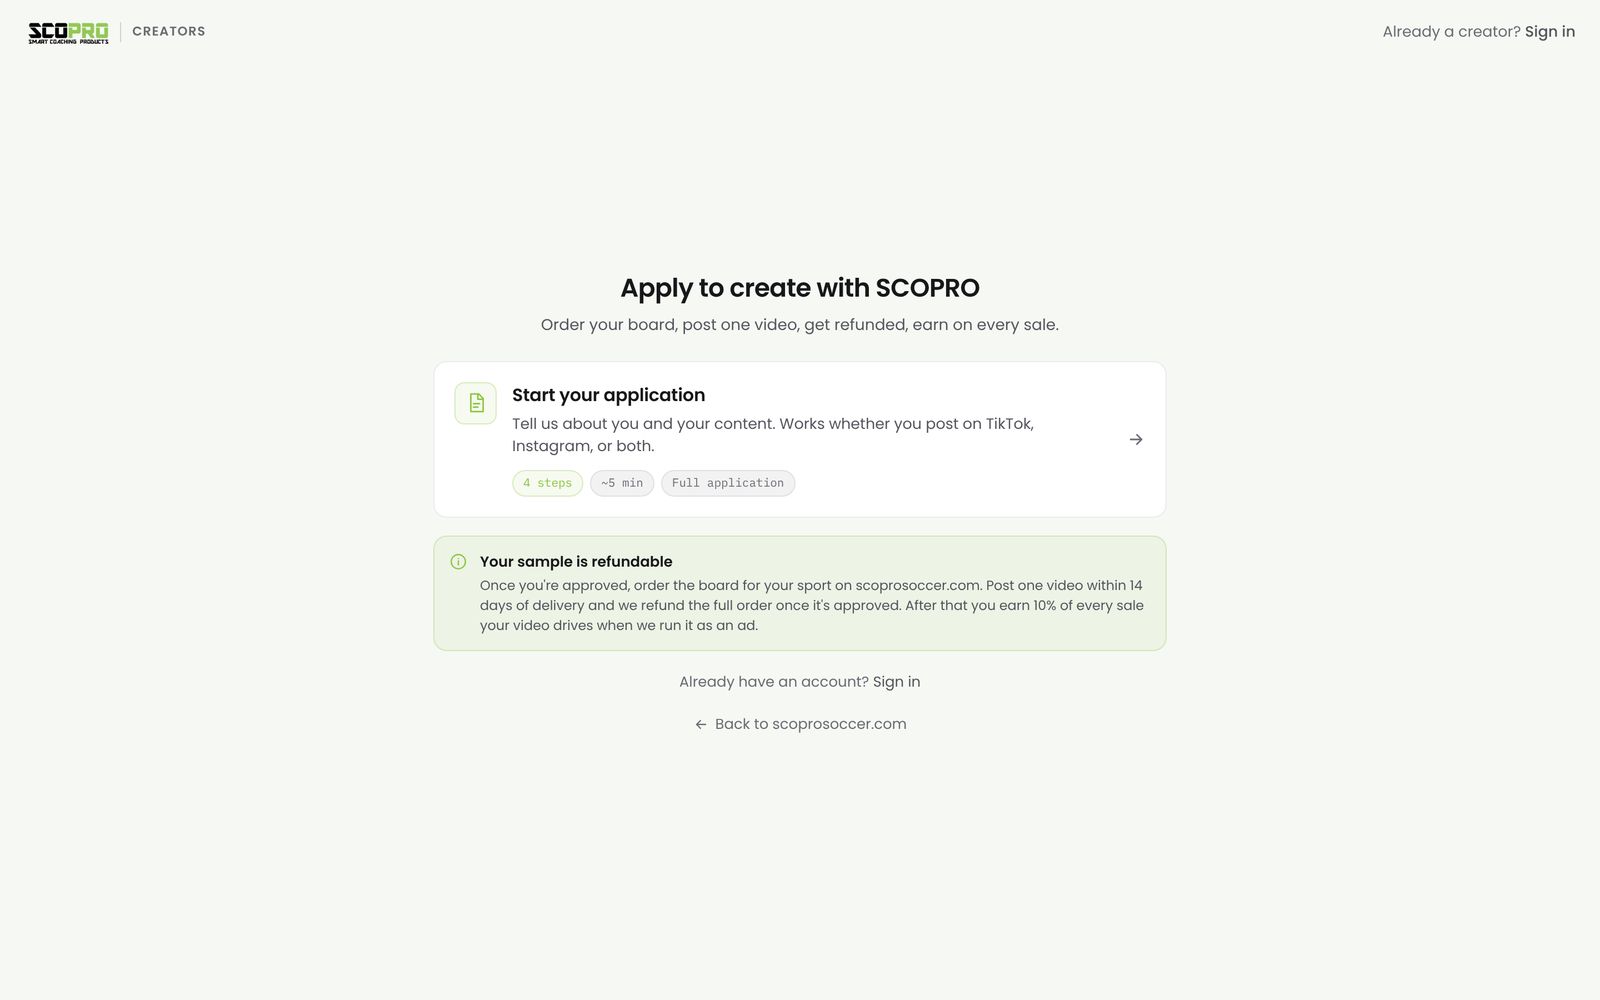 SCOPRO
SMART COACHING PRODUCTS
CREATORS
Already a creator? Sign in
Apply to create with SCOPRO
Order your board, post one video, get refunded, earn on every sale.
Start your application
Tell us about you and your content. Works whether you post on TikTok,
Instagram, or both.
4 steps
~5 min
Full application
Your sample is refundable
Once you're approved, order the board for your sport on scoprosoccer.com. Post one video within 14
days of delivery and we refund the full order once it's approved. After that you earn 10% of every sale
your video drives when we run it as an ad.
Already have an account? Sign in
← Back to scoprosoccer.com